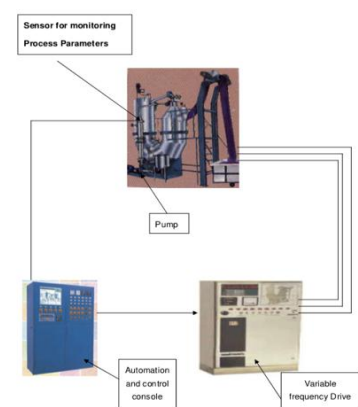 Sensor for monitoring
Process Parameters
Pump
Automation
and control
console
Variable
frequency Drive